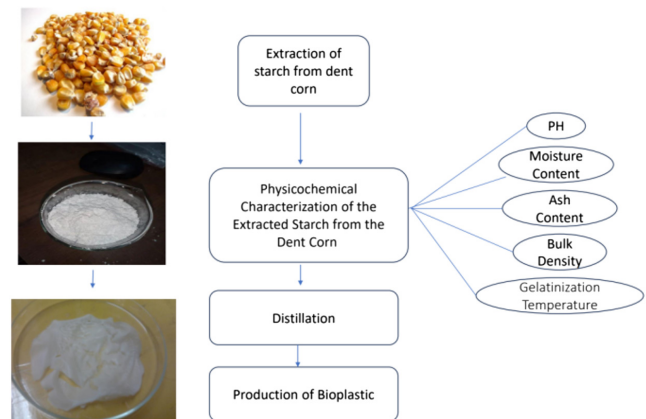 Extraction of
starch from dent
corn
Physicochemical
Characterization of the
Extracted Starch from the
Dent Corn
Distillation
Production of Bioplastic
PH
Moisture
Content
Ash
Content
Bulk
Density
Gelatinization
Temperature